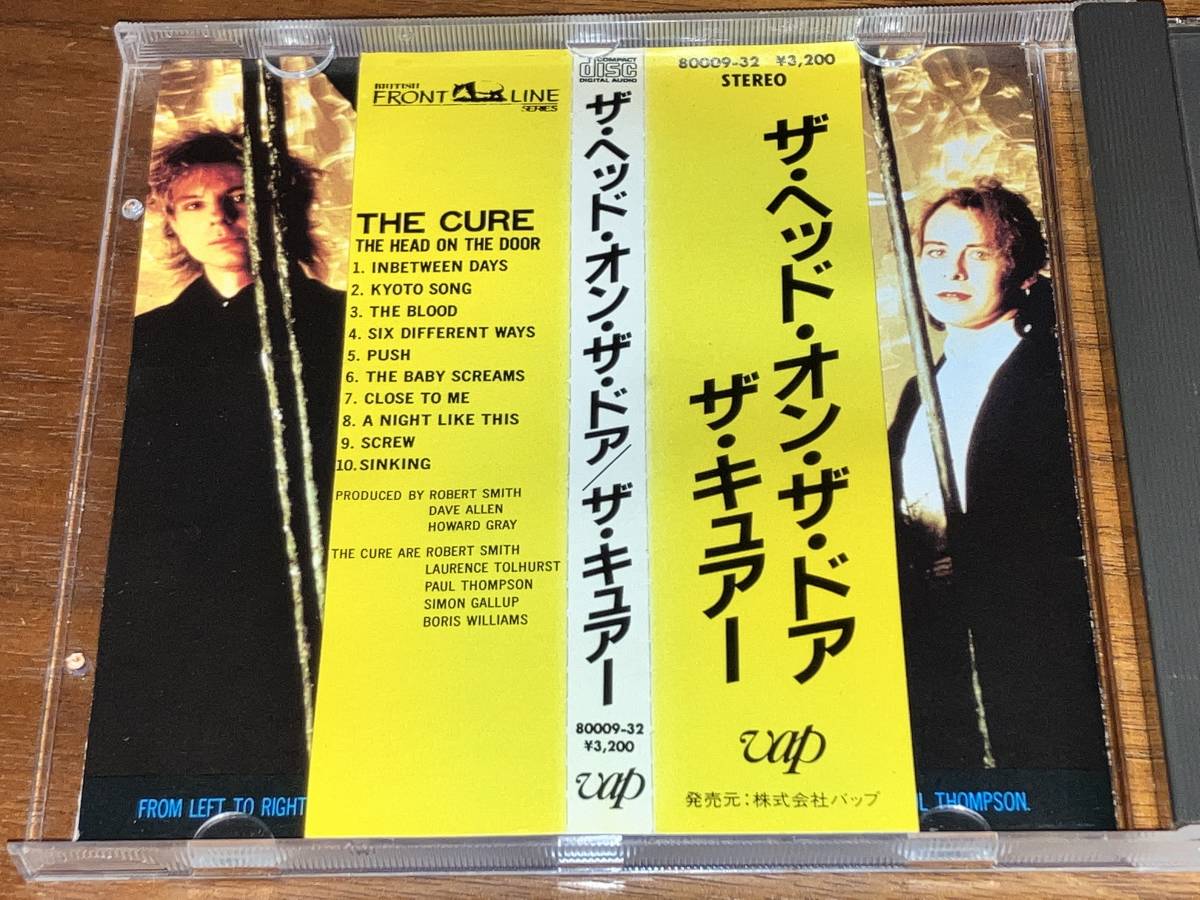 BRITISH
FRONT LINE
SERIES
THE CURE
THE HEAD ON THE DOOR
1. INBETWEEN DAYS
2. KYOTO SONG
3. THE BLOOD
4. SIX DIFFERENT WAYS
5. PUSH
6. THE BABY SCREAMS
7. CLOSE TO ME
8. A NIGHT LIKE THIS
9. SCREW
10. SINKING
PRODUCED BY ROBERT SMITH
DAVE ALLEN
HOWARD GRAY
THE CURE ARE ROBERT SMITH
LAURENCE TOLHURST
PAUL THOMPSON
SIMON GALLUP
BORIS WILLIAMS
COMPACT
disc
DIGITAL AUDIO
ザ・ヘッド・オン・ザ・ドア/ザ・キュアー
80009-32
¥3,200
vap
80009-32 ¥3,200
STEREO
ザ・ヘッド・オン・ザ・ドア
ザ・キュアー
vap
発売元:株式会社バップ
FROM LEFT TO RIGHT
L THOMPSON.